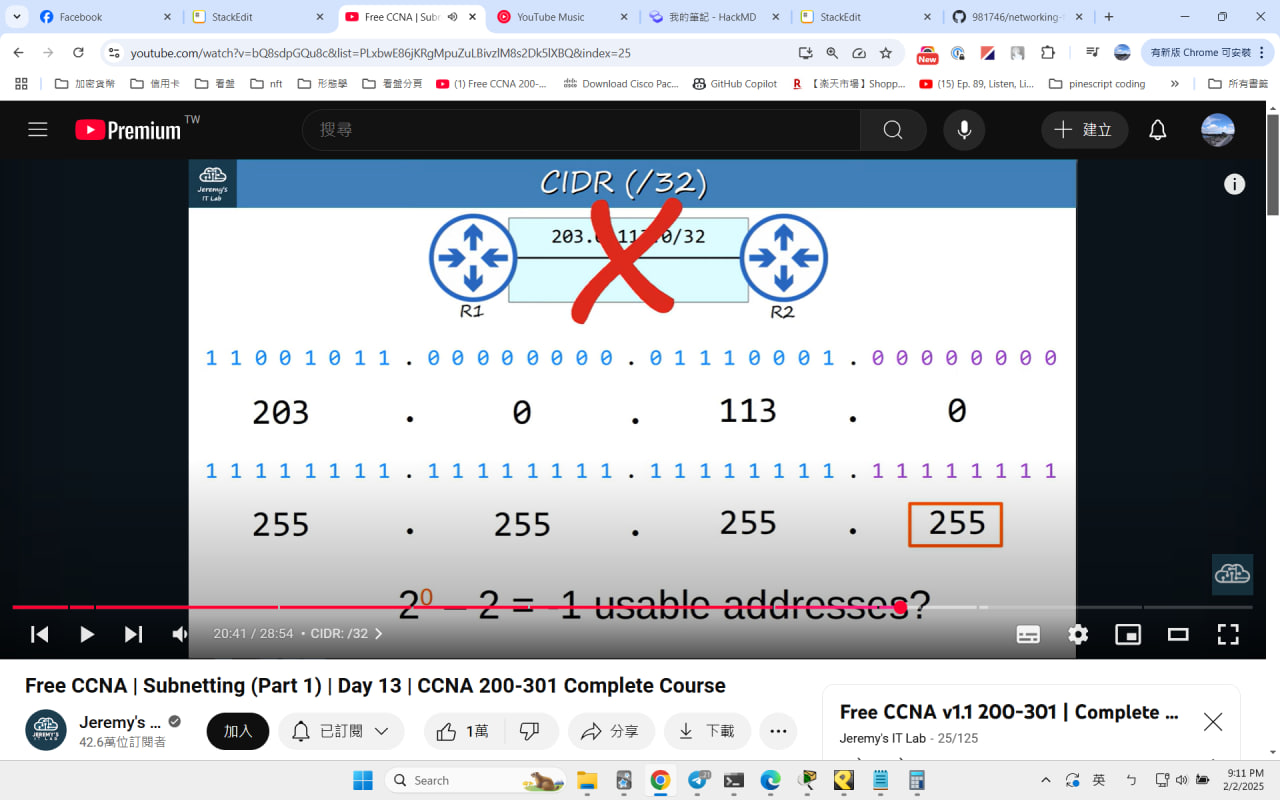 Facebook
StackEdit
Free CCNA | Subn
YouTube Music
我的筆記 - HackMD
StackEdit
981746/networking-
youtube.com/watch?v=bQ8sdpGQu8c&list=PLxbwE86jKRgMpuZuLBivzlM8s2Dk5lXBQ&index=25
New
有新版 Chrome 可安裝
加密貨幣
信用卡
看盤
nft
形態學
看盤分頁
(1) Free CCNA 200-...
Download Cisco Pac...
GitHub Copilot
【楽天市場】Shopp...
(15) Ep. 89, Listen, Li...
pinescript coding
»
所有書籤
Premium TW
搜尋
建立
Jeremy's
IT Lab
CIDR (/32)
R1
R2
1 1 0 0 1 0 1 1 . 0 0 0 0 0 0 0 0 . 0 1 1 1 0 0 0 1 . 0 0 0 0 0 0 0 0
203 . 0 . 113 . 0
1 1 1 1 1 1 1 1 . 1 1 1 1 1 1 1 1 . 1 1 1 1 1 1 1 1 . 1 1 1 1 1 1 1 1
255 . 255 . 255 . 255
2⁰ – 2 = -1 usable addresses?
20:41 / 28:54 • CIDR: /32
Free CCNA | Subnetting (Part 1) | Day 13 | CCNA 200-301 Complete Course
JEREMY'S
IT LAB
Jeremy's ...
42.6萬位訂閱者
加入
已訂閱
1萬
分享
下載
Free CCNA v1.1 200-301 | Complete ...
Jeremy's IT Lab - 25/125
Search
英
9:11 PM
2/2/2025